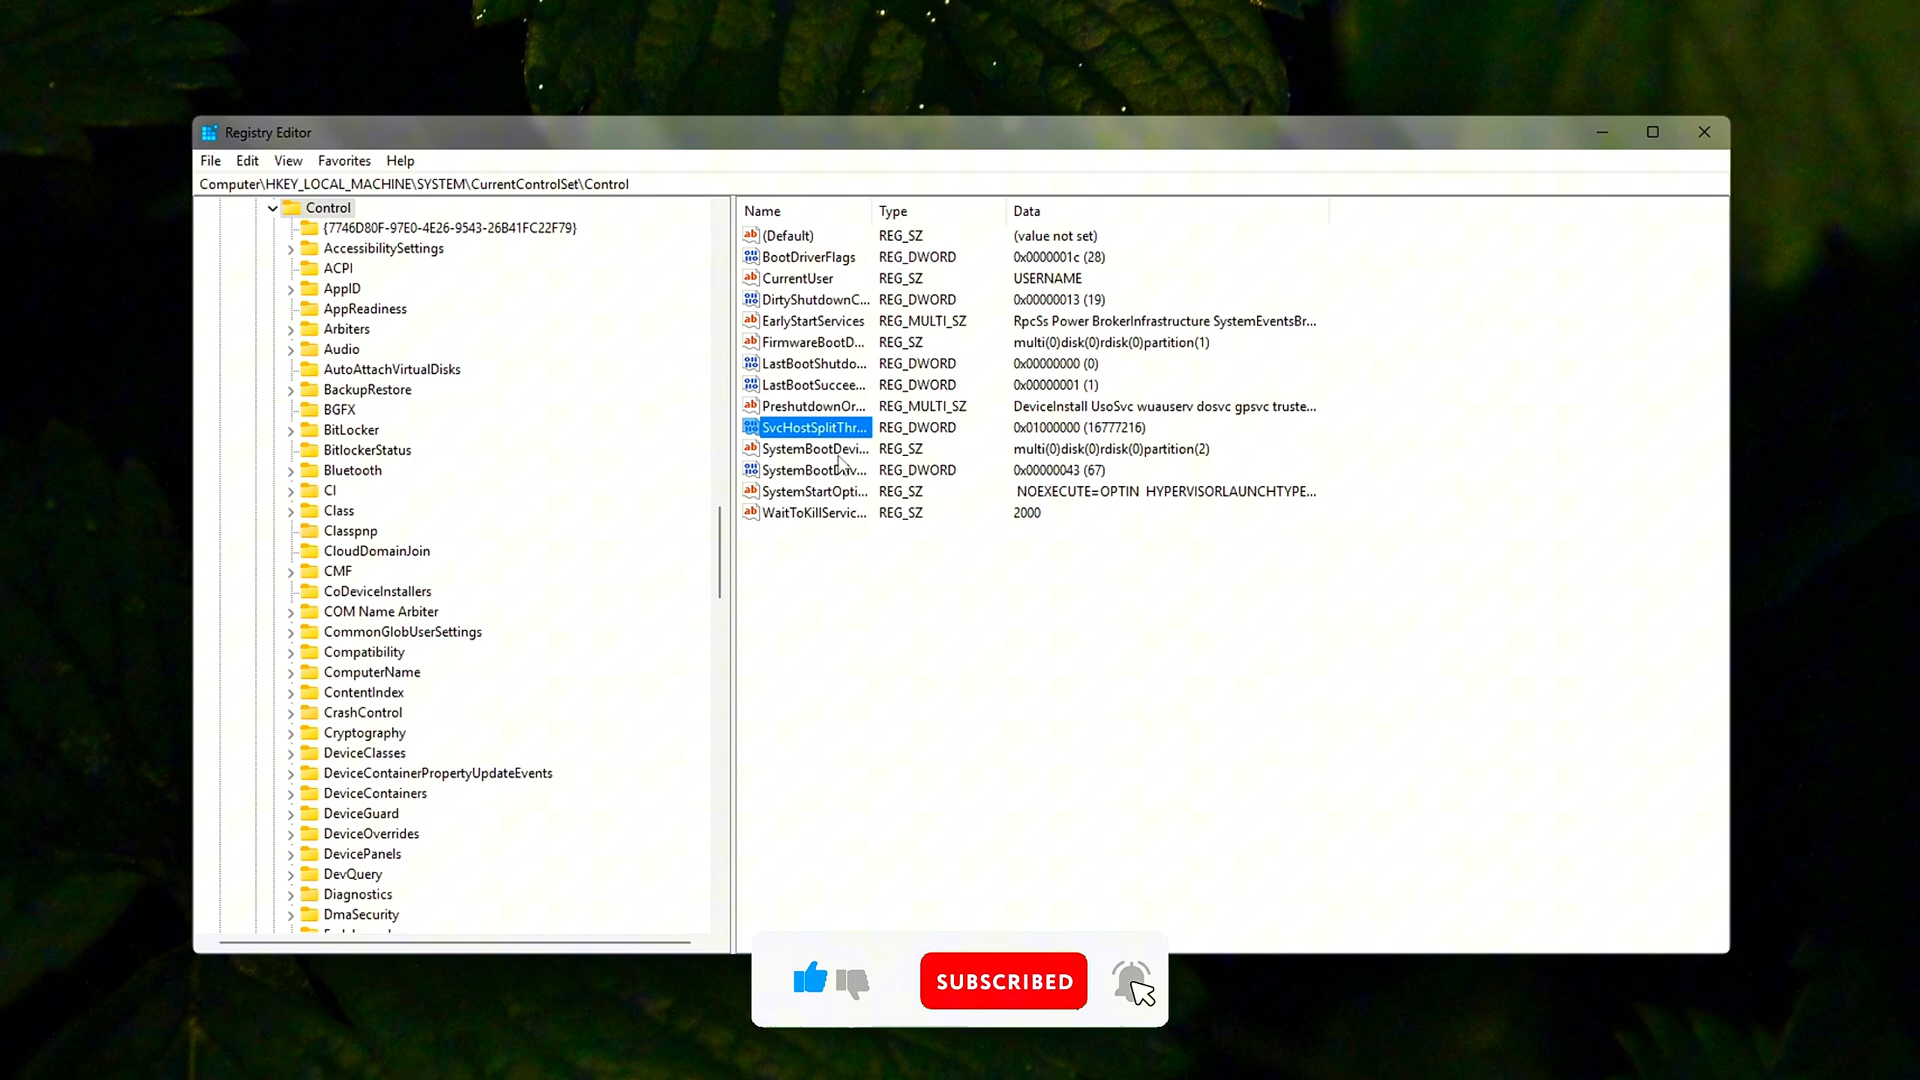 Registry Editor
File Edit View Favorites Help
Computer\HKEY_LOCAL_MACHINE\SYSTEM\CurrentControlSet\Control
Control
{7746D80F-97E0-4E26-9543-26B41FC22F79}
AccessibilitySettings
ACPI
AppID
AppReadiness
Arbiters
Audio
AutoAttachVirtualDisks
BackupRestore
BGFX
BitLocker
BitlockerStatus
Bluetooth
CI
Class
Classpnp
CloudDomainJoin
CMF
CoDeviceInstallers
COM Name Arbiter
CommonGlobUserSettings
Compatibility
ComputerName
ContentIndex
CrashControl
Cryptography
DeviceClasses
DeviceContainerPropertyUpdateEvents
DeviceContainers
DeviceGuard
DeviceOverrides
DevicePanels
DevQuery
Diagnostics
DmaSecurity
Name Type Data
(Default) REG_SZ (value not set)
BootDriverFlags REG_DWORD 0x0000001c (28)
CurrentUser REG_SZ USERNAME
DirtyShutdownC... REG_DWORD 0x00000013 (19)
EarlyStartServices REG_MULTI_SZ RpcSs Power BrokerInfrastructure SystemEventsBr...
FirmwareBootD... REG_SZ multi(0)disk(0)rdisk(0)partition(1)
LastBootShutdo... REG_DWORD 0x00000000 (0)
LastBootSuccee... REG_DWORD 0x00000001 (1)
PreshutdownOr... REG_MULTI_SZ DeviceInstall UsoSvc wuauserv dosvc gpsvc truste...
SvcHostSplitThr... REG_DWORD 0x01000000 (16777216)
SystemBootDevi... REG_SZ multi(0)disk(0)rdisk(0)partition(2)
REG_DWORD 0x00000043 (67)
SystemStartOpti... REG_SZ NOEXECUTE=OPTIN HYPERVISORLAUNCHTYPE...
WaitToKillServic... REG_SZ 2000
SUBSCRIBED